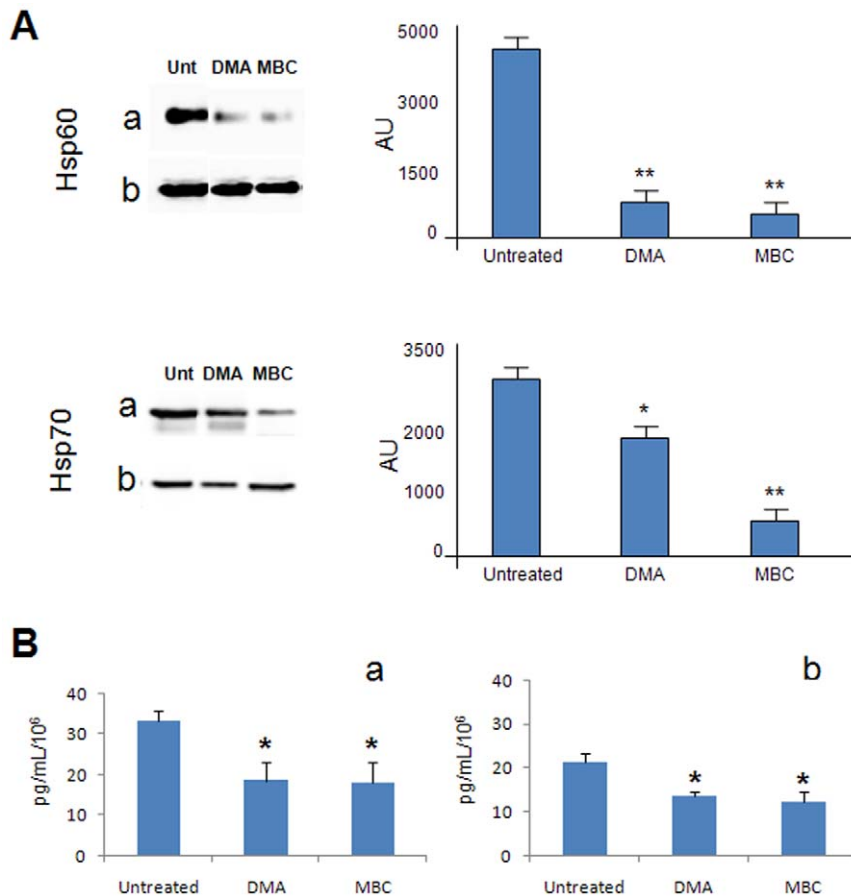 A
Hsp60
Unt DMA MBC
a
b
AU
5000
3000
1500
0
** **
Untreated DMA MBC
Hsp70
Unt DMA MBC
a
b
AU
3500
2000
1000
0
* **
Untreated DMA MBC
B
a
pg/mL/10⁶
40
30
20
10
0
* *
Untreated DMA MBC
b
pg/mL/10⁶
40
30
20
10
0
* *
Untreated DMA MBC